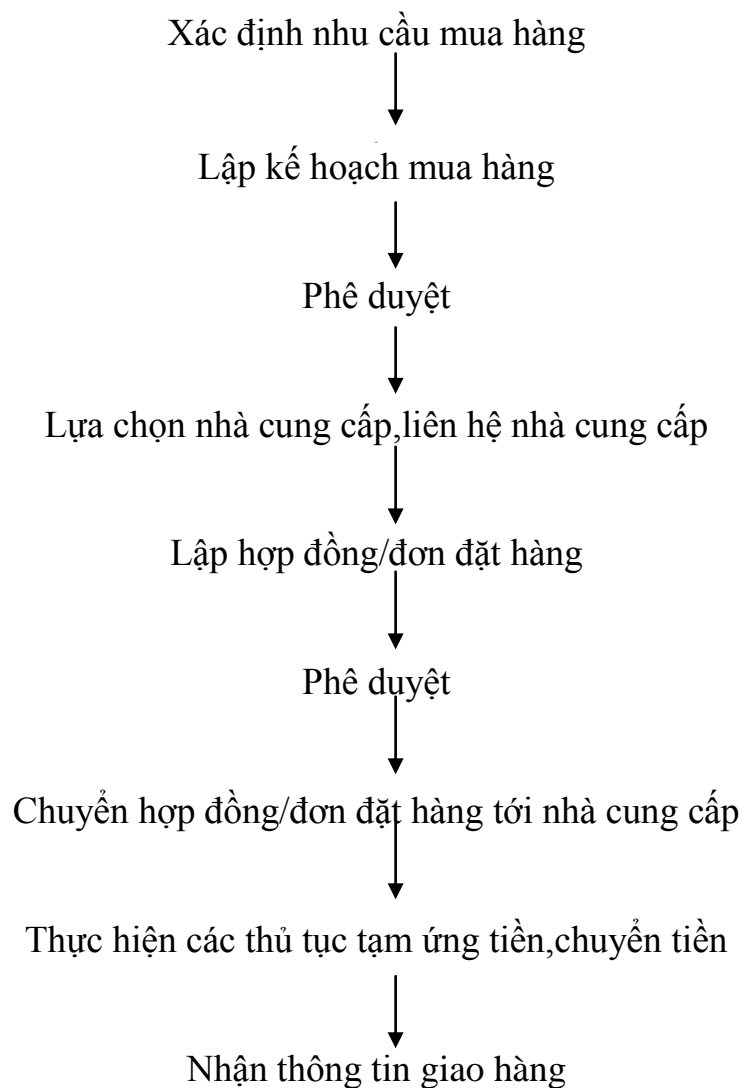 Xác định nhu cầu mua hàng
Lập kế hoạch mua hàng
Phê duyệt
Lựa chọn nhà cung cấp,liên hệ nhà cung cấp
Lập hợp đồng/đơn đặt hàng
Phê duyệt
Chuyển hợp đồng/đơn đặt hàng tới nhà cung cấp
Thực hiện các thủ tục tạm ứng tiền,chuyển tiền
Nhận thông tin giao hàng